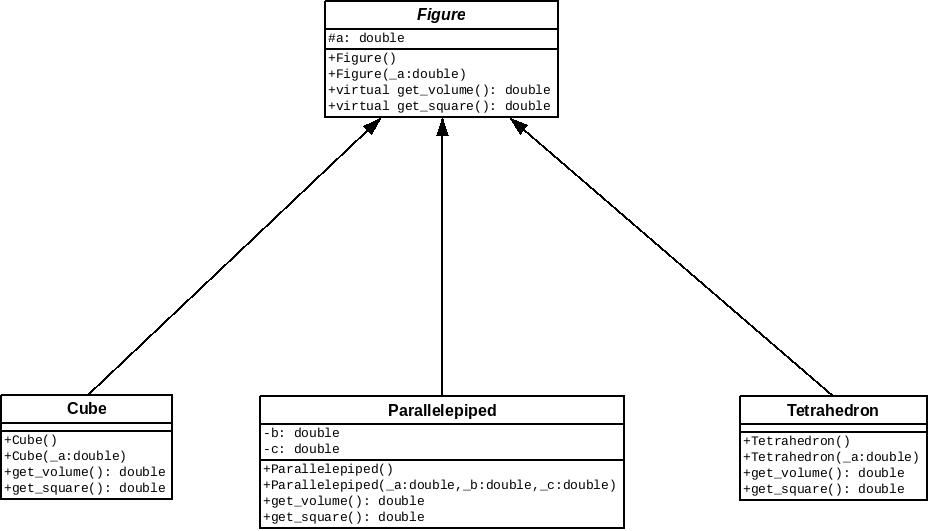 Figure
#a: double
+Figure()
+Figure(_a:double)
+virtual get_volume(): double
+virtual get_square(): double
Cube
+Cube()
+Cube(_a:double)
+get_volume(): double
+get_square(): double
Parallelepiped
-b: double
-c: double
+Parallelepiped()
+Parallelepiped(_a:double,_b:double,_c:double)
+get_volume(): double
+get_square(): double
Tetrahedron
+Tetrahedron()
+Tetrahedron(_a:double)
+get_volume(): double
+get_square(): double